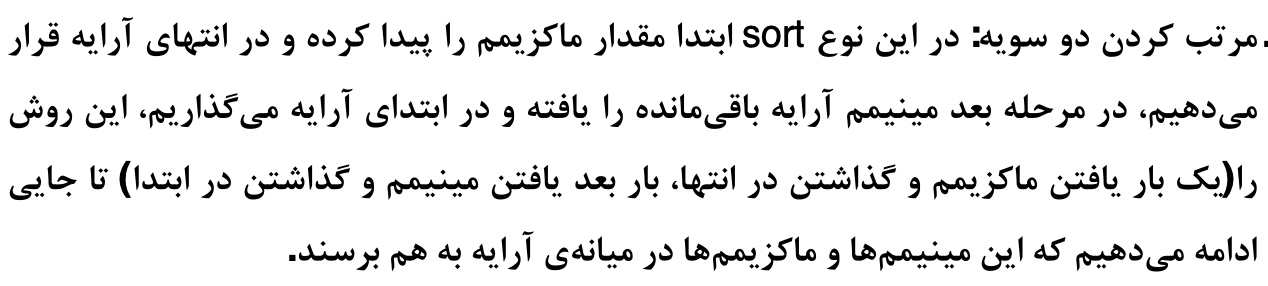 .مرتب کردن دو سویه: در این نوع sort ابتدا مقدار ماکزیمم را پیدا کرده و در انتهای آرایه قرار
می‌دهیم، در مرحله بعد مینیمم آرایه باقی‌مانده را یافته و در ابتدای آرایه می‌گذاریم، این روش
را(یک بار یافتن ماکزیمم و گذاشتن در انتها، بار بعد یافتن مینیمم و گذاشتن در ابتدا) تا جایی
ادامه می‌دهیم که این مینیمم‌ها و ماکزیمم‌ها در میانه‌ی آرایه به هم برسند.